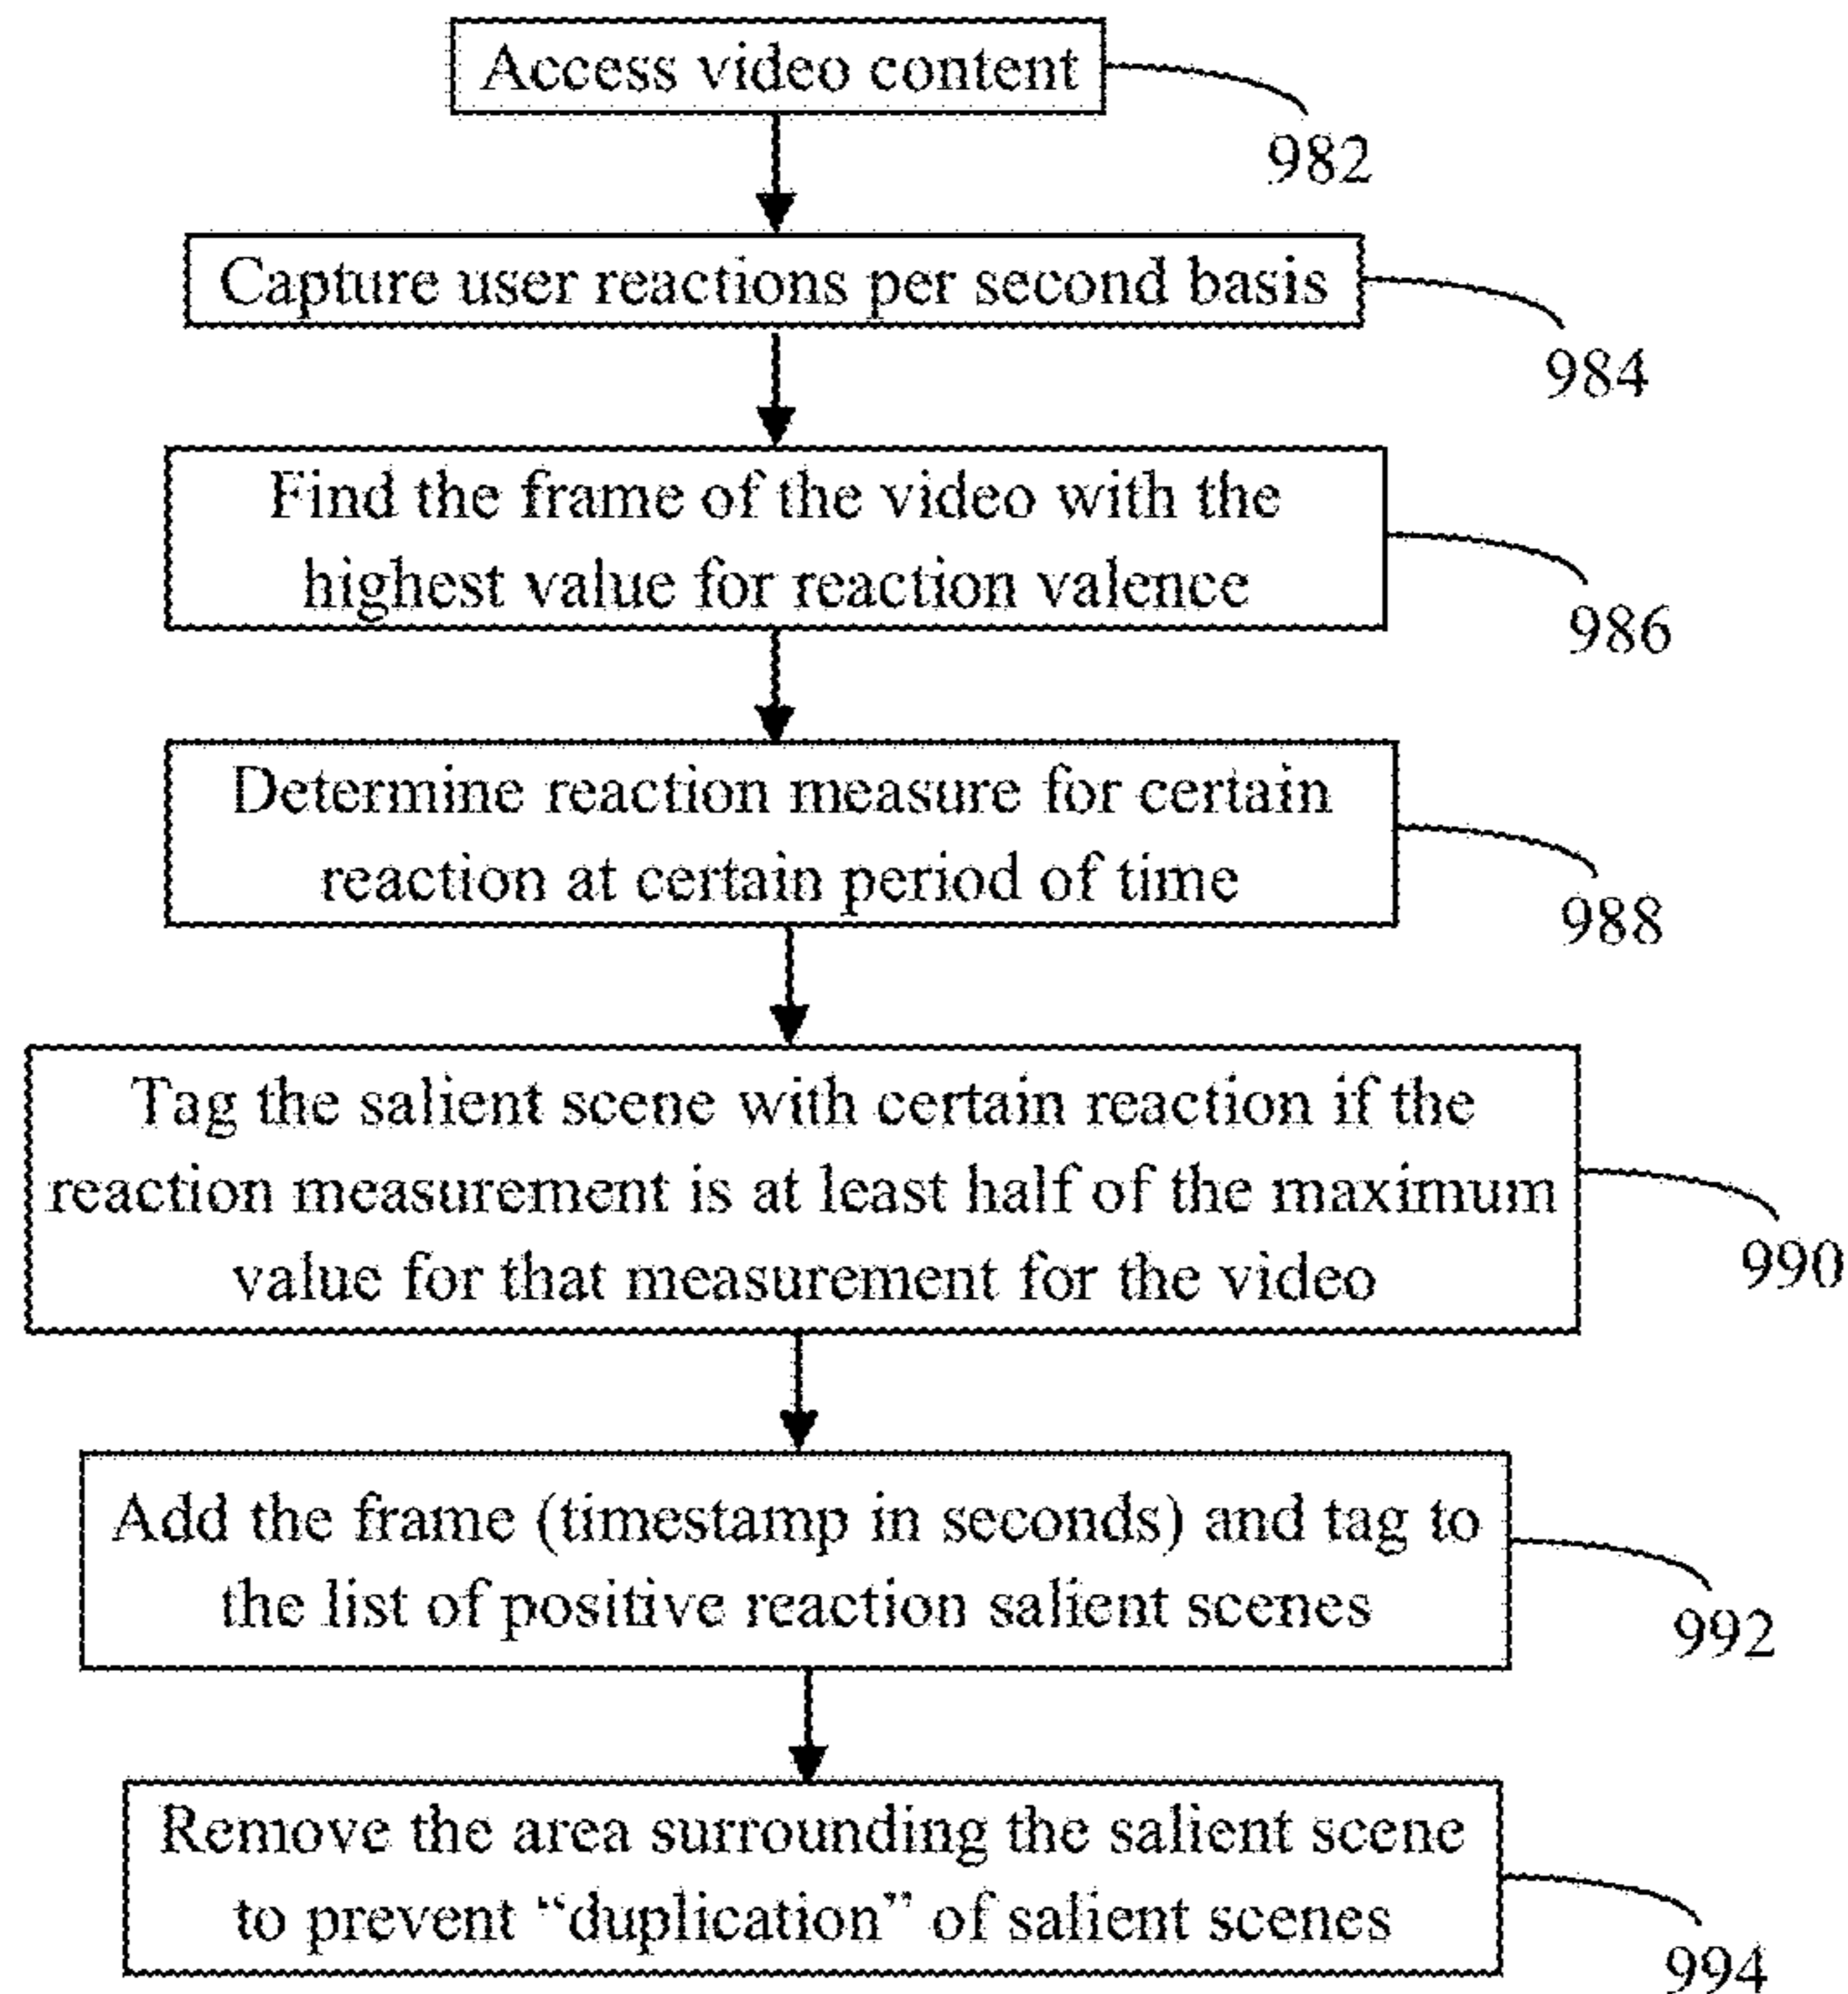 Access video content
982
Capture user reactions per second basis
984
Find the frame of the video with the
highest value for reaction valence
986
Determine reaction measure for certain
reaction at certain period of time
988
Tag the salient scene with certain reaction if the
reaction measurement is at least half of the maximum
value for that measurement for the video
990
Add the frame (timestamp in seconds) and tag to
the list of positive reaction salient scenes
992
Remove the area surrounding the salient scene
to prevent “duplication” of salient scenes
994